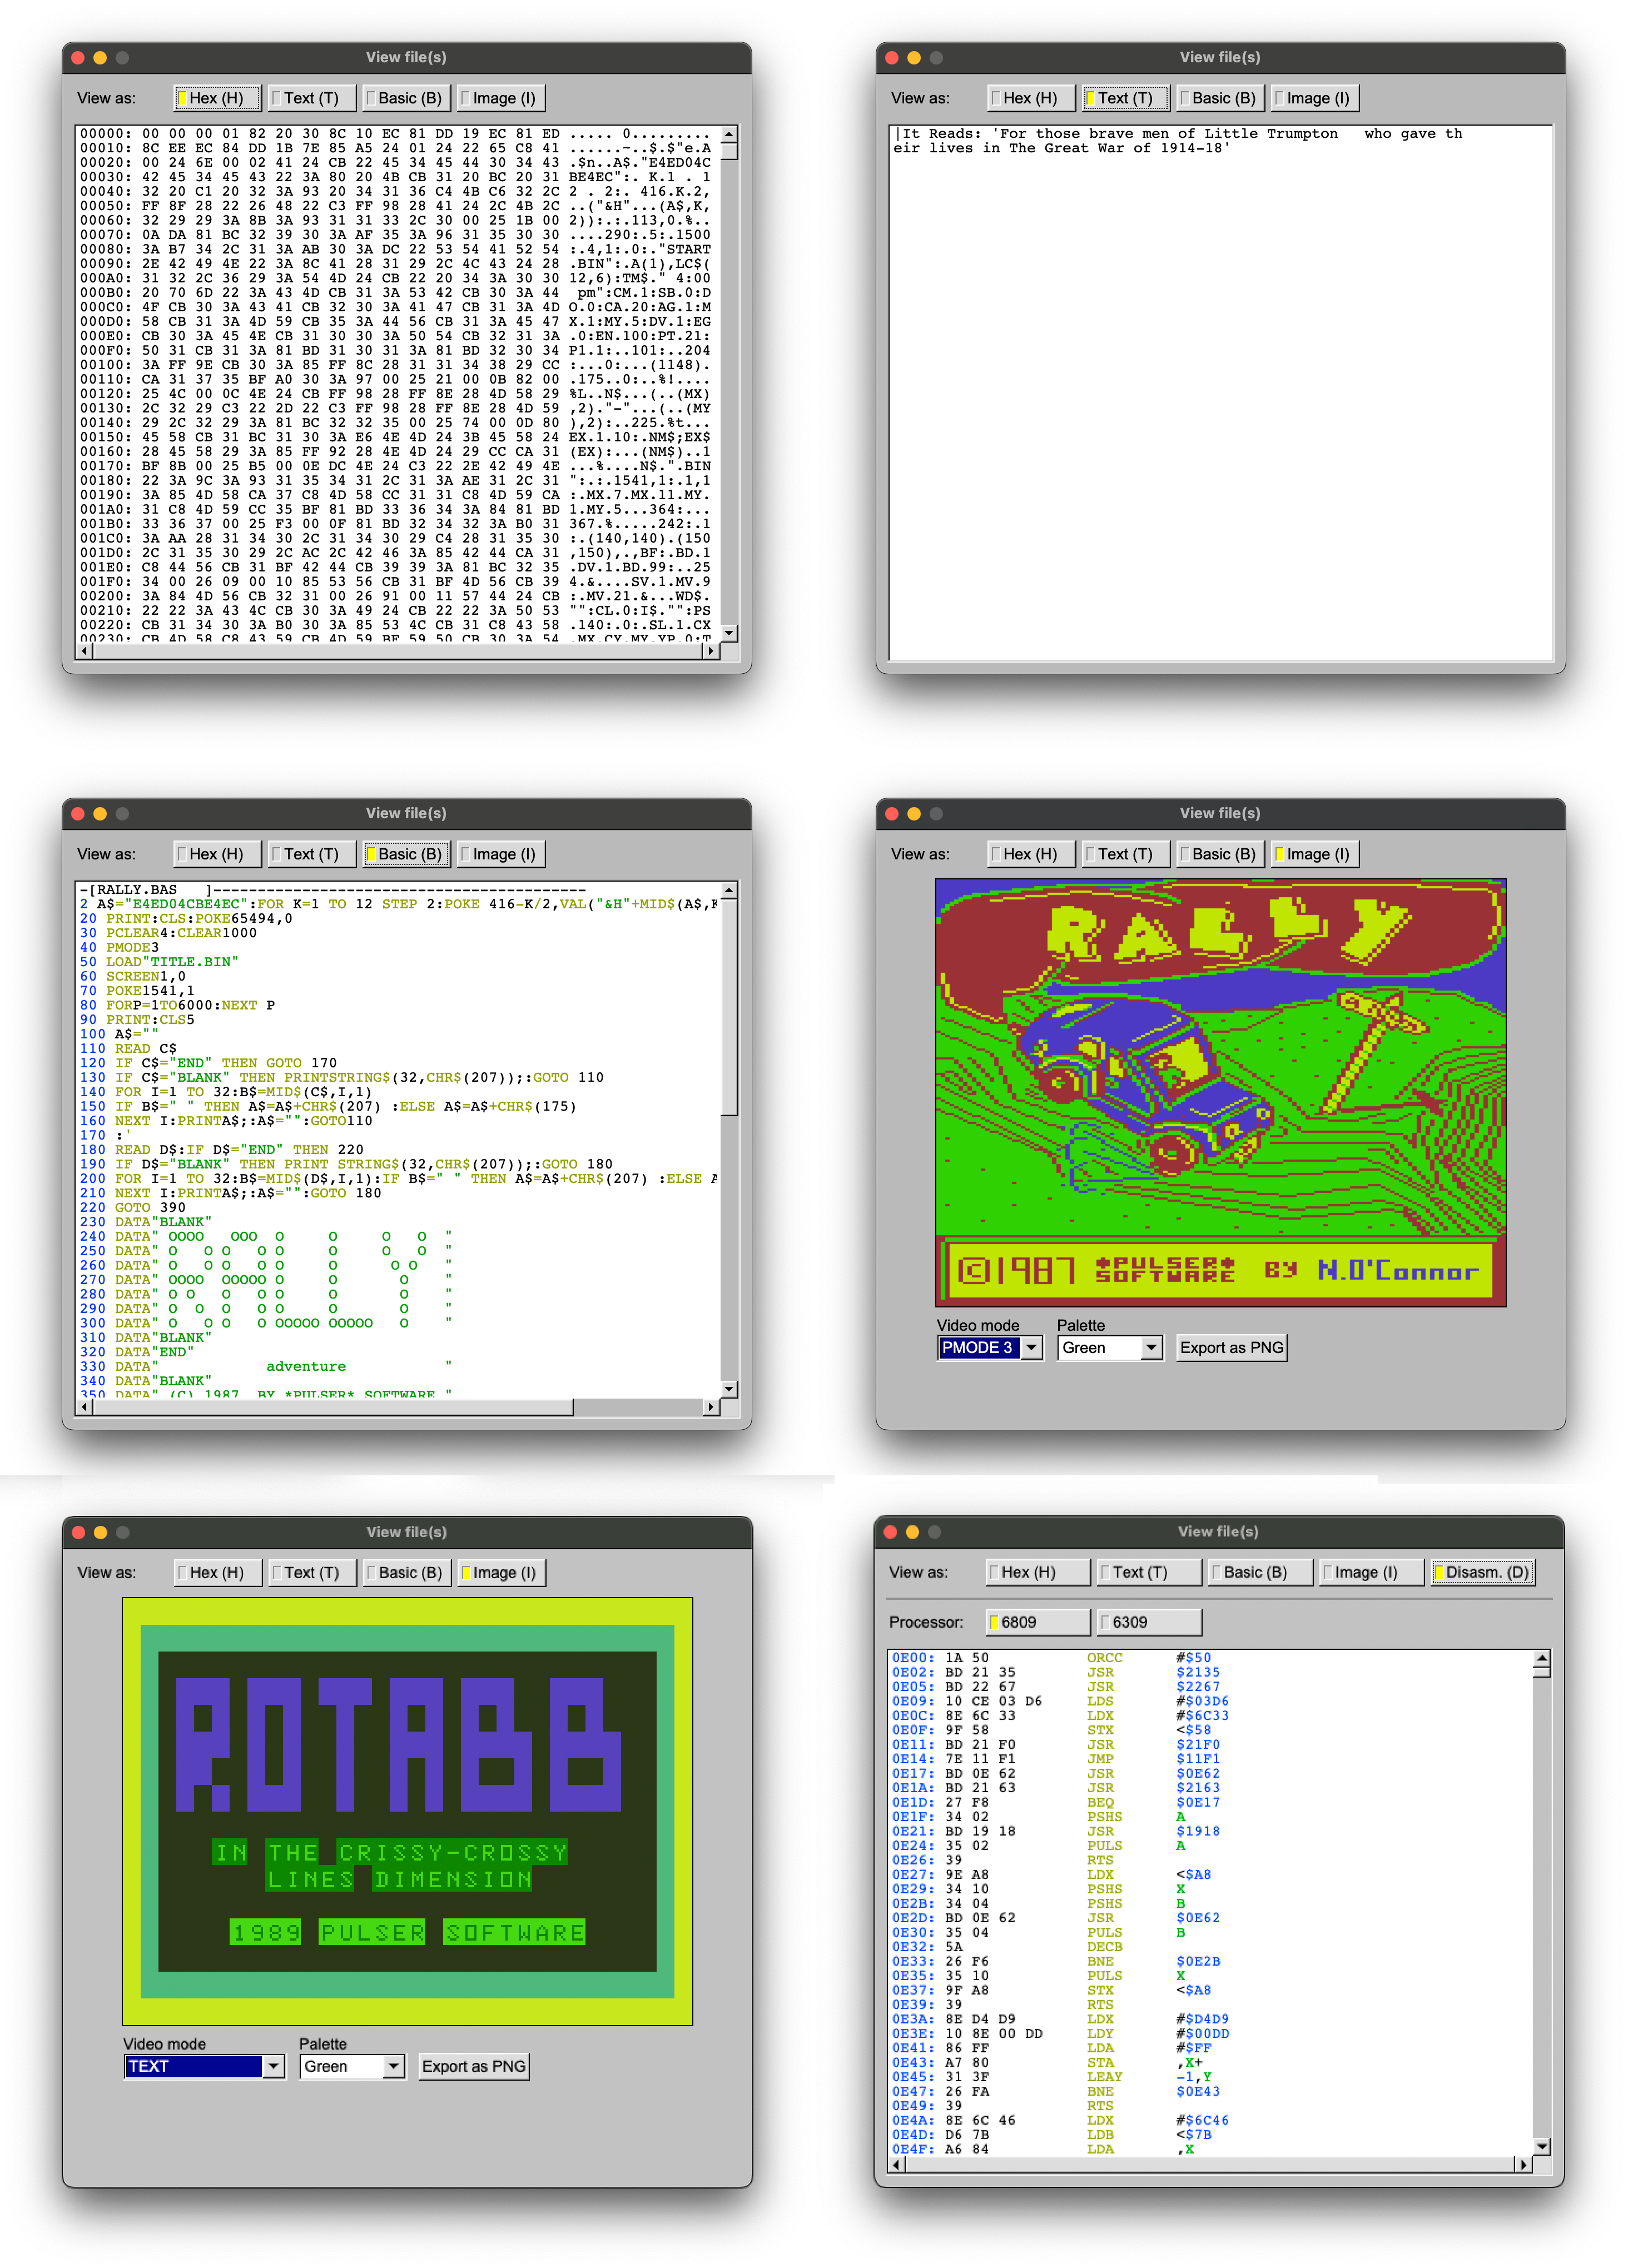 View file(s)
View as: Hex (H) Text (T) Basic (B) Image (I)
00000: 00 00 00 01 82 20 30 8C 10 EC 81 DD 19 EC 81 ED ..... 0.........
00010: 8C EE EC 84 DD 1B 7E 85 A5 24 01 24 22 65 C8 41 ......~..$.$"e.A
00020: 00 24 6E 00 02 41 24 CB 22 45 34 45 44 30 34 43 .$n..A$."E4ED04C
00030: 42 45 34 45 43 22 3A 80 20 4B CB 31 20 BC 20 31 BE4EC":. K.1 . 1
00040: 32 20 C1 20 32 3A 93 20 34 31 36 C4 4B C6 32 2C 2 . 2:. 416.K.2,
00050: FF 8F 28 22 26 48 22 C3 FF 98 28 41 24 2C 4B 2C ..("&H"...(A$,K,
00060: 32 29 29 3A 8B 3A 93 31 31 33 2C 30 00 25 1B 00 2)):.:.113,0.%..
00070: 0A DA 81 BC 32 39 30 3A AF 35 3A 96 31 35 30 30 ....290:.5:.1500
00080: 3A B7 34 2C 31 3A AB 30 3A DC 22 53 54 41 52 54 :.4,1:.0:."START
00090: 2E 42 49 4E 22 3A 8C 41 28 31 29 2C 4C 43 24 28 .BIN":.A(1),LC$(
000A0: 31 32 2C 36 29 3A 54 4D 24 CB 22 20 34 3A 30 30 12,6):TM$." 4:00
000B0: 20 70 6D 22 3A 43 4D CB 31 3A 53 42 CB 30 3A 44  pm":CM.1:SB.0:D
000C0: 4F CB 30 3A 43 41 CB 32 30 3A 41 47 CB 31 3A 4D O.0:CA.20:AG.1:M
000D0: 58 CB 31 3A 4D 59 CB 35 3A 44 56 CB 31 3A 45 47 X.1:MY.5:DV.1:EG
000E0: CB 30 3A 45 4E CB 31 30 30 3A 50 54 CB 32 31 3A .0:EN.100:PT.21:
000F0: 50 31 CB 31 3A 81 BD 31 30 31 3A 81 BD 32 30 34 P1.1:..101:..204
00100: 3A FF 9E CB 30 3A 85 FF 8C 28 31 31 34 38 29 CC :...0:...(1148).
00110: CA 31 37 35 BF A0 30 3A 97 00 25 21 00 0B 82 00 .175..0:..%!....
00120: 25 4C 00 0C 4E 24 CB FF 98 28 FF 8E 28 4D 58 29 %L..N$...(..(MX)
00130: 2C 32 29 C3 22 2D 22 C3 FF 98 28 FF 8E 28 4D 59 ,2)."-"...(..(MY
00140: 29 2C 32 29 3A 81 BC 32 32 35 00 25 74 00 0D 80 ),2):..225.%t...
00150: 45 58 CB 31 BC 31 30 3A E6 4E 4D 24 3B 45 58 24 EX.1.10:.NM$;EX$
00160: 28 45 58 29 3A 85 FF 92 28 4E 4D 24 29 CC CA 31 (EX):...(NM$)..1
00170: BF 8B 00 25 B5 00 0E DC 4E 24 C3 22 2E 42 49 4E ...%....N$.".BIN
00180: 22 3A 9C 3A 93 31 35 34 31 2C 31 3A AE 31 2C 31 ":.:.1541,1:.1,1
00190: 3A 85 4D 58 CA 37 C8 4D 58 CC 31 31 C8 4D 59 CA :.MX.7.MX.11.MY.
001A0: 31 C8 4D 59 CC 35 BF 81 BD 33 36 34 3A 84 81 BD 1.MY.5...364:...
001B0: 33 36 37 00 25 F3 00 0F 81 BD 32 34 32 3A B0 31 367.%.....242:.1
001C0: 3A AA 28 31 34 30 2C 31 34 30 29 C4 28 31 35 30 :.(140,140).(150
001D0: 2C 31 35 30 29 2C AC 2C 42 46 3A 85 42 44 CA 31 ,150),.,BF:.BD.1
001E0: C8 44 56 CB 31 BF 42 44 CB 39 39 3A 81 BC 32 35 .DV.1.BD.99:..25
001F0: 34 00 26 09 00 10 85 53 56 CB 31 BF 4D 56 CB 39 4.&....SV.1.MV.9
00200: 3A 84 4D 56 CB 32 31 00 26 91 00 11 57 44 24 CB :.MV.21.&...WD$.
00210: 22 22 3A 43 4C CB 30 3A 49 24 CB 22 22 3A 50 53 "":CL.0:I$."":PS
00220: CB 31 34 30 3A B0 30 3A 85 53 4C CB 31 C8 43 58 .140:.0:.SL.1.CX
00230: CB 4D 58 C8 43 59 CB 4D 59 BF 59 50 CB 30 3A 54 .MX.CY.MY.YP.0:T
View file(s)
View as: Hex (H) Text (T) Basic (B) Image (I)
It Reads: 'For those brave men of Little Trumpton   who gave th
eir lives in The Great War of 1914-18'
View file(s)
View as: Hex (H) Text (T) Basic (B) Image (I)
-[RALLY.BAS   ]------------------------------------------
2 A$="E4ED04CBE4EC":FOR K=1 TO 12 STEP 2:POKE 416-K/2,VAL("&H"+MID$(A$,K
20 PRINT:CLS:POKE65494,0
30 PCLEAR4:CLEAR1000
40 PMODE3
50 LOAD"TITLE.BIN"
60 SCREEN1,0
70 POKE1541,1
80 FORP=1TO6000:NEXT P
90 PRINT:CLS5
100 A$=""
110 READ C$
120 IF C$="END" THEN GOTO 170
130 IF C$="BLANK" THEN PRINTSTRING$(32,CHR$(207));:GOTO 110
140 FOR I=1 TO 32:B$=MID$(C$,I,1)
150 IF B$=" " THEN A$=A$+CHR$(207) :ELSE A$=A$+CHR$(175)
160 NEXT I:PRINTA$;:A$="":GOTO110
170 :'
180 READ D$:IF D$="END" THEN 220
190 IF D$="BLANK" THEN PRINT STRING$(32,CHR$(207));:GOTO 180
200 FOR I=1 TO 32:B$=MID$(D$,I,1):IF B$=" " THEN A$=A$+CHR$(207) :ELSE A
210 NEXT I:PRINTA$;:A$="":GOTO 180
220 GOTO 390
230 DATA"BLANK"
240 DATA" OOOO   OOO  O     O     O   O  "
250 DATA" O   O O   O O     O     O   O  "
260 DATA" O   O O   O O     O      O O   "
270 DATA" OOOO  OOOOO O     O       O    "
280 DATA" O O   O   O O     O       O    "
290 DATA" O  O  O   O O     O       O    "
300 DATA" O   O O   O OOOOO OOOOO   O    "
310 DATA"BLANK"
320 DATA"END"
330 DATA"            adventure           "
340 DATA"BLANK"
350 DATA" (C) 1987  BY *PULSER* SOFTWARE "
View file(s)
View as: Hex (H) Text (T) Basic (B) Image (I)
RALLY
©1987 *PULSER* SOFTWARE BY N.O'Connor
Video mode Palette
PMODE 3 Green Export as PNG
View file(s)
View as: Hex (H) Text (T) Basic (B) Image (I)
ROTABB
IN THE CRISSY-CROSSY
LINES DIMENSION
1989 PULSER SOFTWARE
Video mode Palette
TEXT Green Export as PNG
View file(s)
View as: Hex (H) Text (T) Basic (B) Image (I) Disasm. (D)
Processor: 6809 6309
0E00: 1A 50 ORCC #$50
0E02: BD 21 35 JSR $2135
0E05: BD 22 67 JSR $2267
0E09: 10 CE 03 D6 LDS #$03D6
0E0C: 8E 6C 33 LDX #$6C33
0E0F: 9F 58 STX <$58
0E11: BD 21 F0 JSR $21F0
0E14: 7E 11 F1 JMP $11F1
0E17: BD 0E 62 JSR $0E62
0E1A: BD 21 63 JSR $2163
0E1D: 27 F8 BEQ $0E17
0E1F: 34 02 PSHS A
0E21: BD 19 18 JSR $1918
0E24: 35 02 PULS A
0E26: 39 RTS
0E27: 9E A8 LDX <$A8
0E29: 34 10 PSHS X
0E2B: 34 04 PSHS B
0E2D: BD 0E 62 JSR $0E62
0E30: 35 04 PULS B
0E32: 5A DECB
0E33: 26 F6 BNE $0E2B
0E35: 35 10 PULS X
0E37: 9F A8 STX <$A8
0E39: 39 RTS
0E3A: 8E D4 D9 LDX #$D4D9
0E3E: 10 8E 00 DD LDY #$00DD
0E41: 86 FF LDA #$FF
0E43: A7 80 STA ,X+
0E45: 31 3F LEAY -1,Y
0E47: 26 FA BNE $0E43
0E49: 39 RTS
0E4A: 8E 6C 46 LDX #$6C46
0E4D: D6 7B LDB <$7B
0E4F: A6 84 LDA ,X